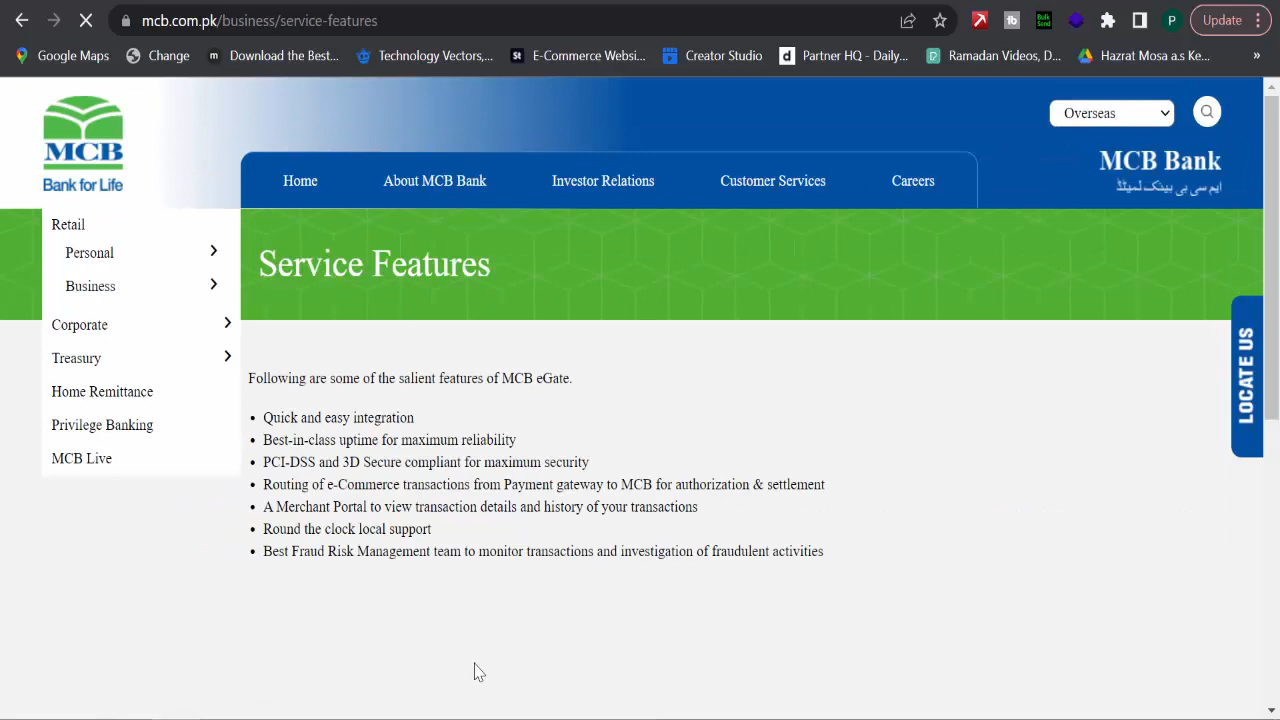 mcb.com.pk/business/service-features
tb
Bulk Send
P
Update
Google Maps
Change
m
Download the Best...
Technology Vectors,...
St
E-Commerce Websi...
Creator Studio
d
Partner HQ - Daily...
Ramadan Videos, D...
Hazrat Mosa a.s Ke...
»
MCB
Bank for Life
Overseas
MCB Bank
ایم سی بی بینک لمیٹڈ
Home
About MCB Bank
Investor Relations
Customer Services
Careers
Retail
Personal
Business
Corporate
Treasury
Home Remittance
Privilege Banking
MCB Live
Service Features
LOCATE US
Following are some of the salient features of MCB eGate.
• Quick and easy integration
• Best-in-class uptime for maximum reliability
• PCI-DSS and 3D Secure compliant for maximum security
• Routing of e-Commerce transactions from Payment gateway to MCB for authorization & settlement
• A Merchant Portal to view transaction details and history of your transactions
• Round the clock local support
• Best Fraud Risk Management team to monitor transactions and investigation of fraudulent activities